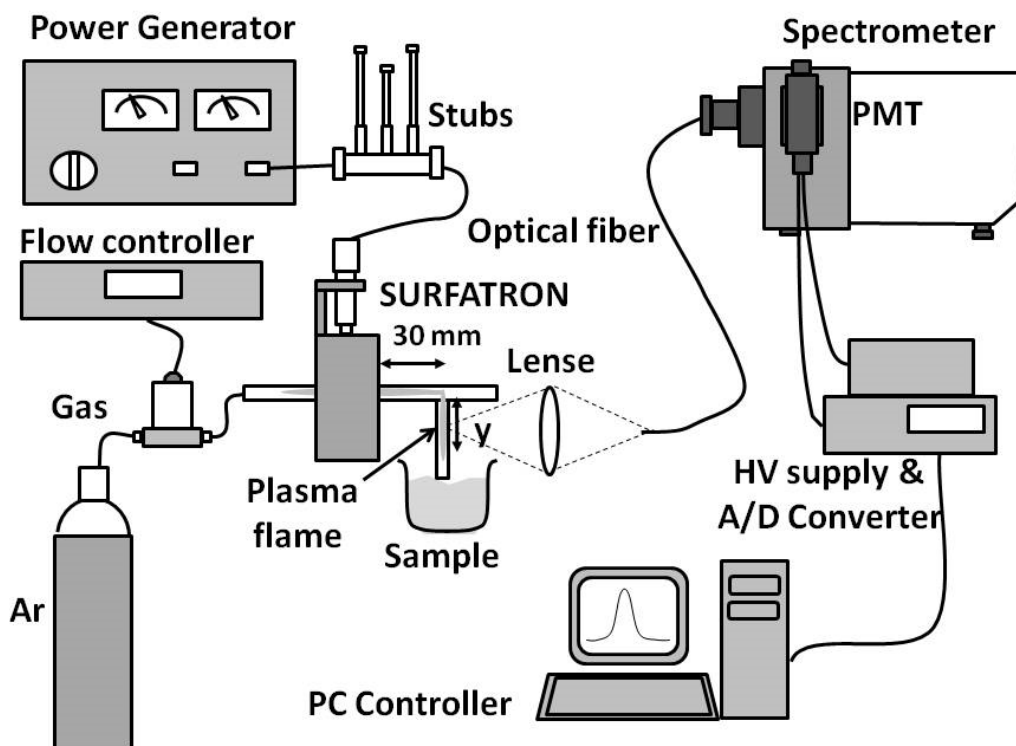 Power Generator
Spectrometer
Stubs
PMT
Optical fiber
Flow controller
SURFATRON
30 mm
Lense
Gas
y
Plasma
flame
HV supply &
A/D Converter
Sample
Ar
PC Controller